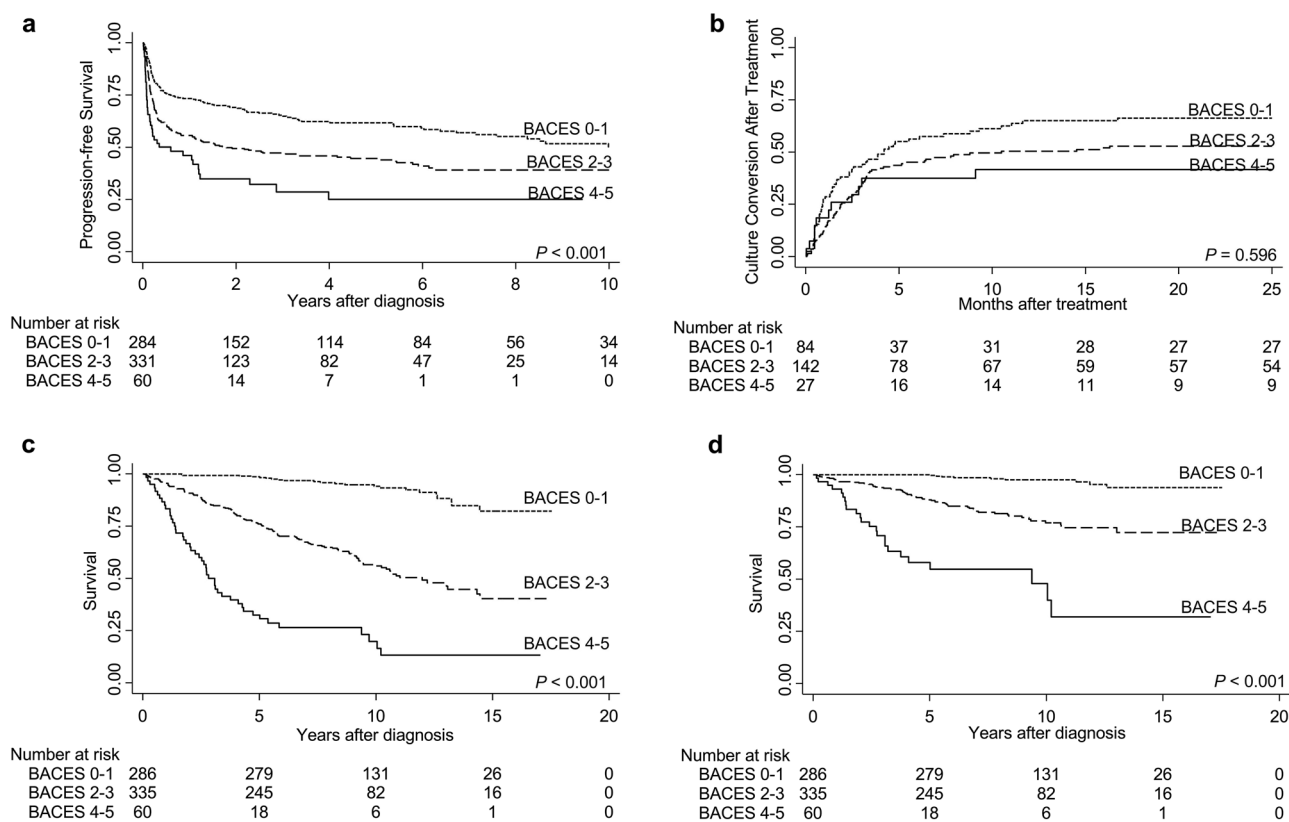 a
Progression-free Survival
1.00
0.75
0.50
0.25
0.00
BACES 0-1
BACES 2-3
BACES 4-5
P < 0.001
0 2 4 6 8 10
Years after diagnosis
Number at risk
BACES 0-1 284 152 114 84 56 34
BACES 2-3 331 123 82 47 25 14
BACES 4-5 60 14 7 1 1 0
b
Culture Conversion After Treatment
1.00
0.75
0.50
0.25
0.00
BACES 0-1
BACES 2-3
BACES 4-5
P = 0.596
0 5 10 15 20 25
Months after treatment
Number at risk
BACES 0-1 84 37 31 28 27 27
BACES 2-3 142 78 67 59 57 54
BACES 4-5 27 16 14 11 9 9
c
Survival
1.00
0.75
0.50
0.25
0.00
BACES 0-1
BACES 2-3
BACES 4-5
P < 0.001
0 5 10 15 20
Years after diagnosis
Number at risk
BACES 0-1 286 279 131 26 0
BACES 2-3 335 245 82 16 0
BACES 4-5 60 18 6 1 0
d
Survival
1.00
0.75
0.50
0.25
0.00
BACES 0-1
BACES 2-3
BACES 4-5
P < 0.001
0 5 10 15 20
Years after diagnosis
Number at risk
BACES 0-1 286 279 131 26 0
BACES 2-3 335 245 82 16 0
BACES 4-5 60 18 6 1 0